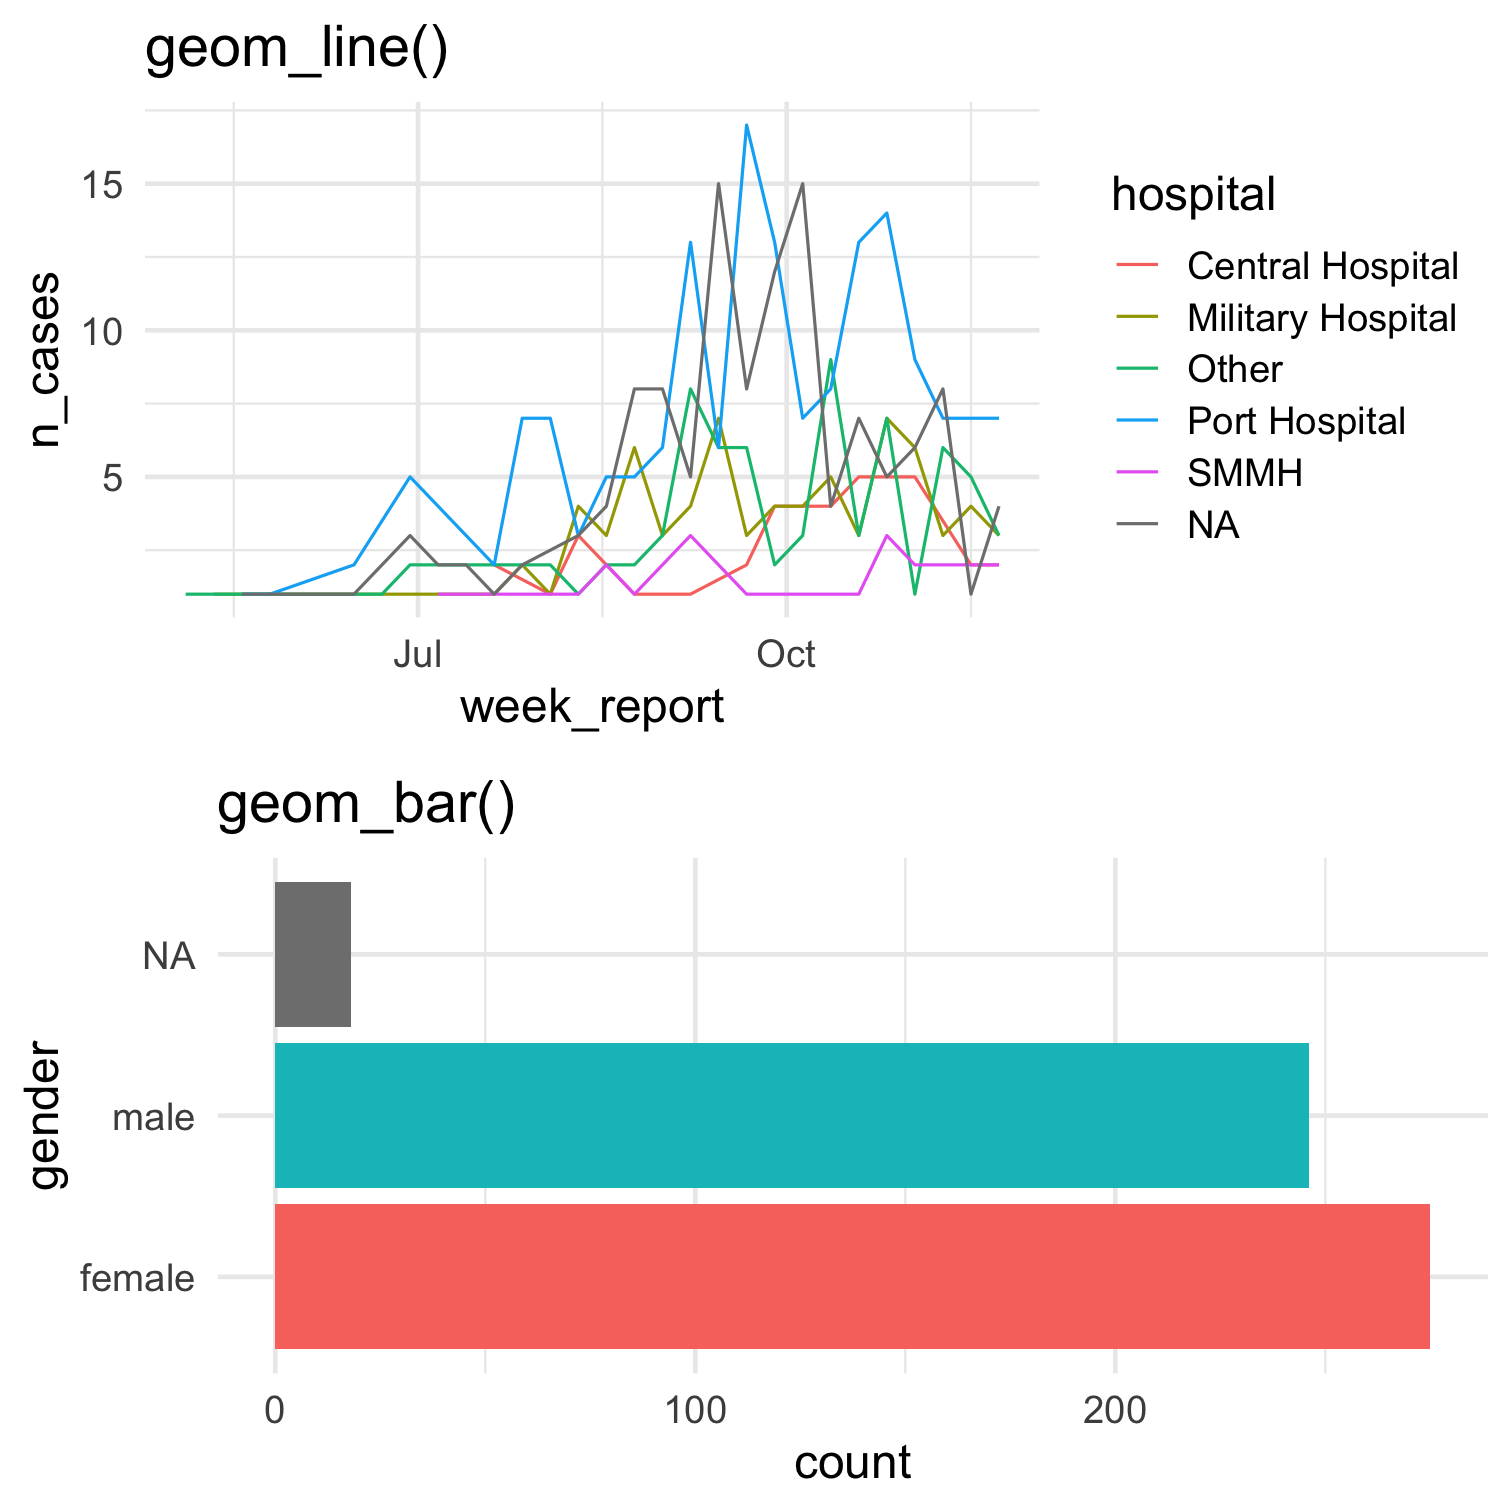 geom_line()
15
10
5
n_cases
Jul
Oct
week_report
hospital
Central Hospital
Military Hospital
Other
Port Hospital
SMMH
NA
geom_bar()
NA
male
female
gender
0
100
200
count